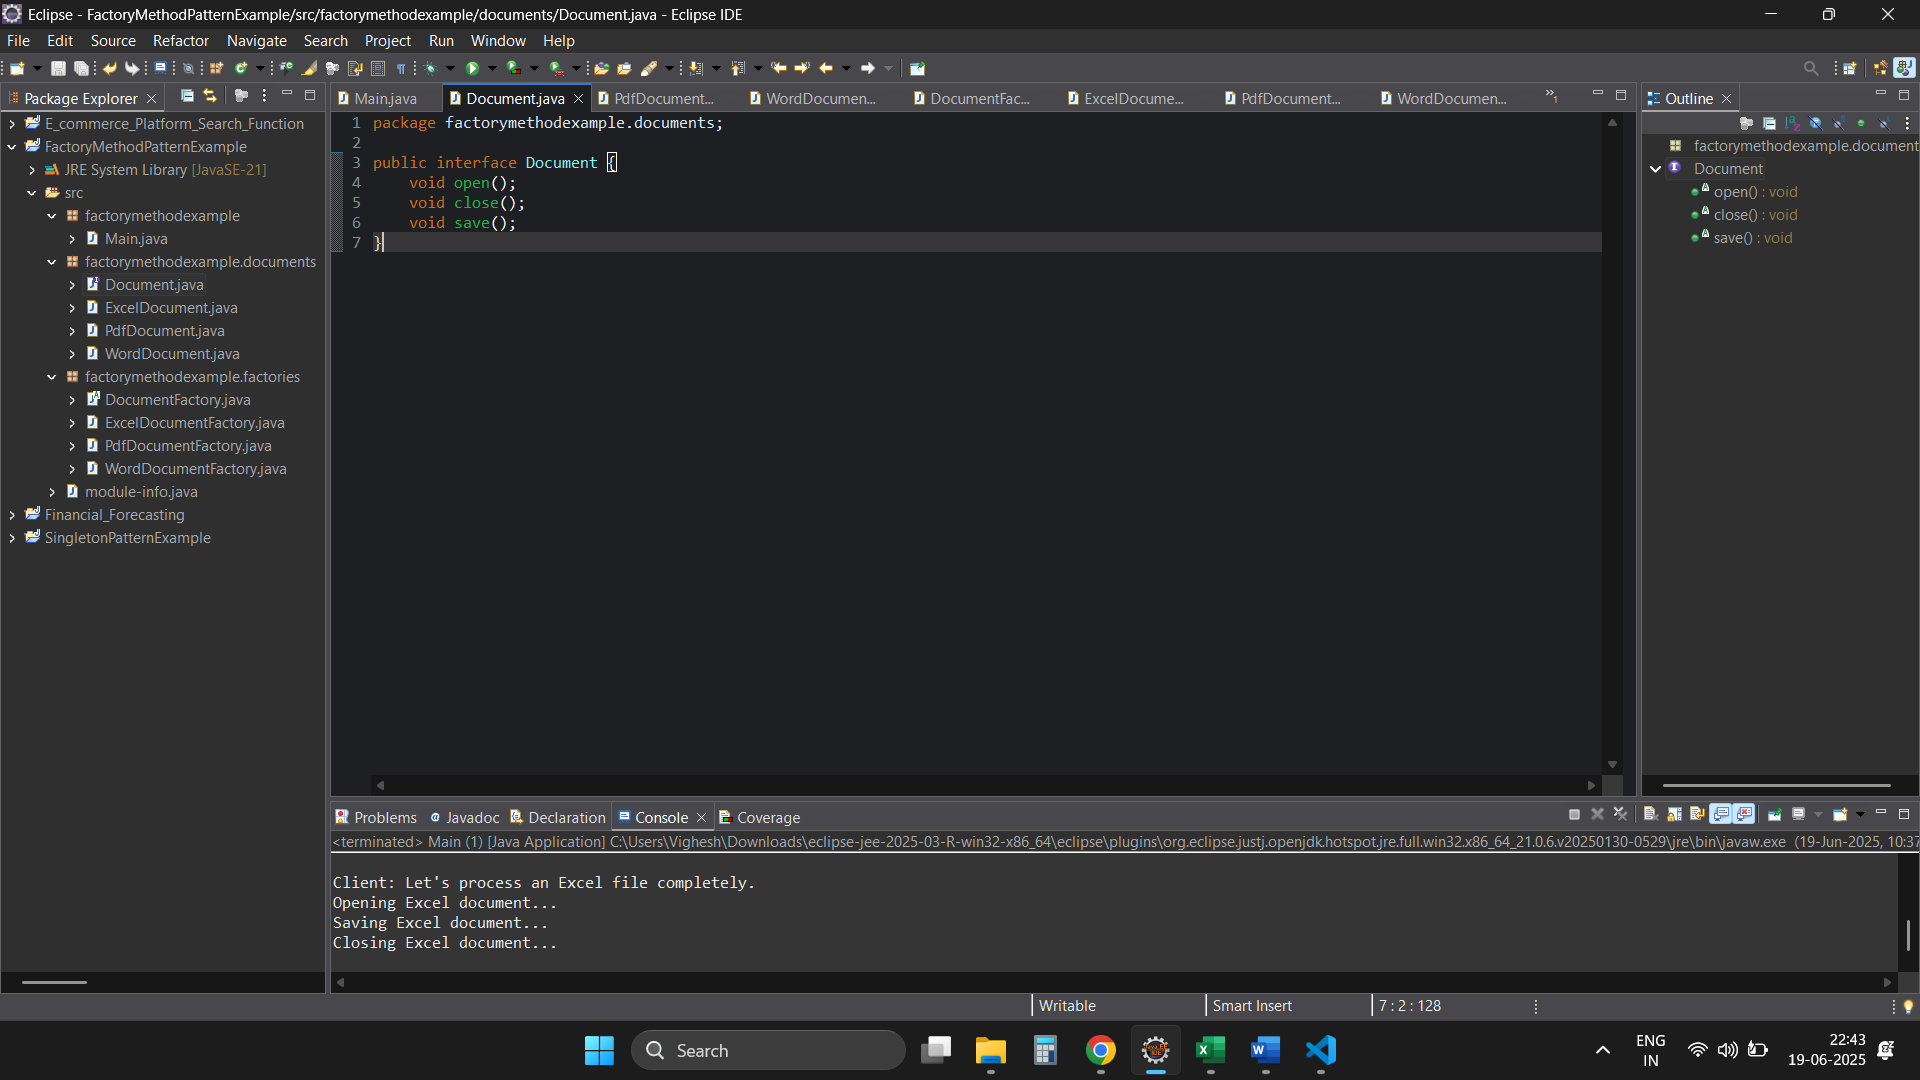 Eclipse - FactoryMethodPatternExample/src/factorymethodexample/documents/Document.java - Eclipse IDE
File Edit Source Refactor Navigate Search Project Run Window Help
Package Explorer
E_commerce_Platform_Search_Function
FactoryMethodPatternExample
JRE System Library [JavaSE-21]
src
factorymethodexample
Main.java
factorymethodexample.documents
Document.java
ExcelDocument.java
PdfDocument.java
WordDocument.java
factorymethodexample.factories
DocumentFactory.java
ExcelDocumentFactory.java
PdfDocumentFactory.java
WordDocumentFactory.java
module-info.java
Financial_Forecasting
SingletonPatternExample
Main.java Document.java PdfDocument... WordDocumen... DocumentFac... ExcelDocume... PdfDocument... WordDocumen... »1
1 package factorymethodexample.documents;
2
3 public interface Document {
4 void open();
5 void close();
6 void save();
7 }
Outline
factorymethodexample.document
Document
open() : void
close() : void
save() : void
Problems Javadoc Declaration Console Coverage
<terminated> Main (1) [Java Application] C:\Users\Vighesh\Downloads\eclipse-jee-2025-03-R-win32-x86_64\eclipse\plugins\org.eclipse.justj.openjdk.hotspot.jre.full.win32.x86_64_21.0.6.v20250130-0529\jre\bin\javaw.exe (19-Jun-2025, 10:37
Client: Let's process an Excel file completely.
Opening Excel document...
Saving Excel document...
Closing Excel document...
Writable Smart Insert 7 : 2 : 128
Search
ENG
IN
22:43
19-06-2025